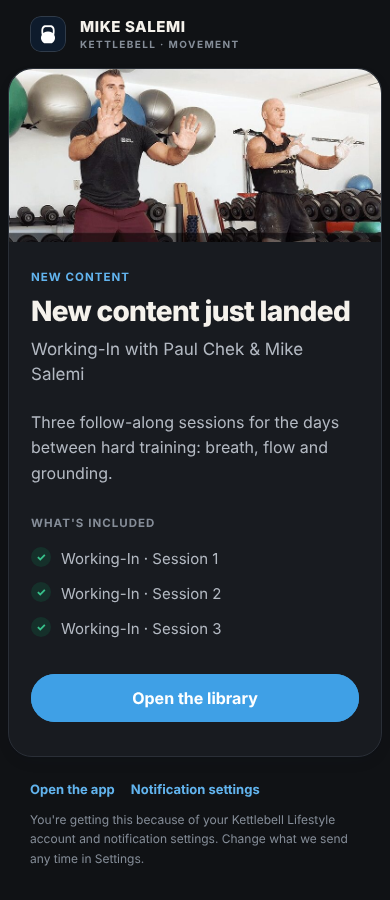 MIKE SALEMI
KETTLEBELL · MOVEMENT
NEW CONTENT
New content just landed
Working-In with Paul Chek & Mike
Salemi
Three follow-along sessions for the days
between hard training: breath, flow and
grounding.
WHAT'S INCLUDED
Working-In · Session 1
Working-In · Session 2
Working-In · Session 3
Open the library
Open the app Notification settings
You're getting this because of your Kettlebell Lifestyle
account and notification settings. Change what we send
any time in Settings.